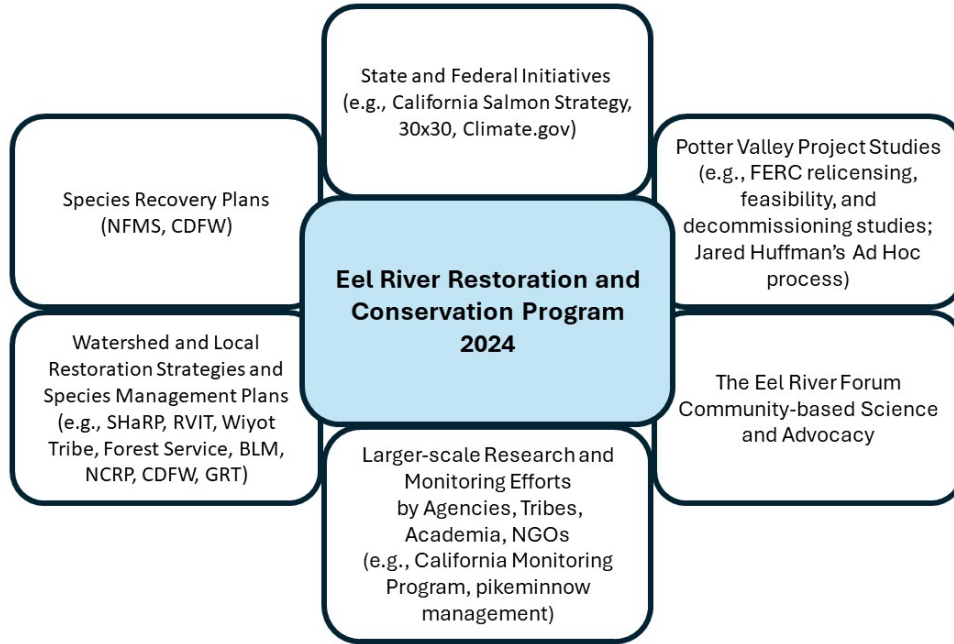 State and Federal Initiatives
(e.g., California Salmon Strategy,
30x30, Climate.gov)
Species Recovery Plans
(NFMS, CDFW)
Potter Valley Project Studies
(e.g., FERC relicensing,
feasibility, and
decommissioning studies;
Jared Huffman’s Ad Hoc
process)
Eel River Restoration and
Conservation Program
2024
Watershed and Local
Restoration Strategies and
Species Management Plans
(e.g., SHaRP, RVIT, Wiyot
Tribe, Forest Service, BLM,
NCRP, CDFW, GRT)
The Eel River Forum
Community-based Science
and Advocacy
Larger-scale Research and
Monitoring Efforts
by Agencies, Tribes,
Academia, NGOs
(e.g., California Monitoring
Program, pikeminnow
management)